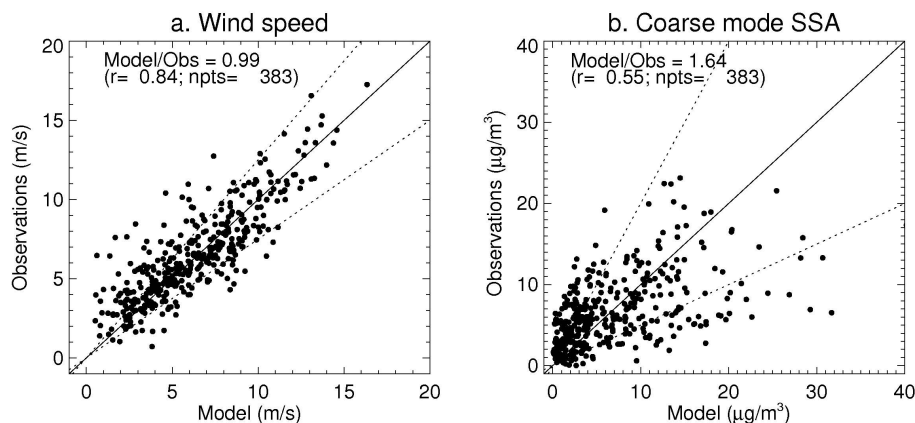 a. Wind speed
Model/Obs = 0.99
(r= 0.84; npts= 383)
20
15
10
5
0
Observations (m/s)
0 5 10 15 20
Model (m/s)
b. Coarse mode SSA
Model/Obs = 1.64
(r= 0.55; npts= 383)
40
30
20
10
0
Observations (μg/m³)
0 10 20 30 40
Model (μg/m³)